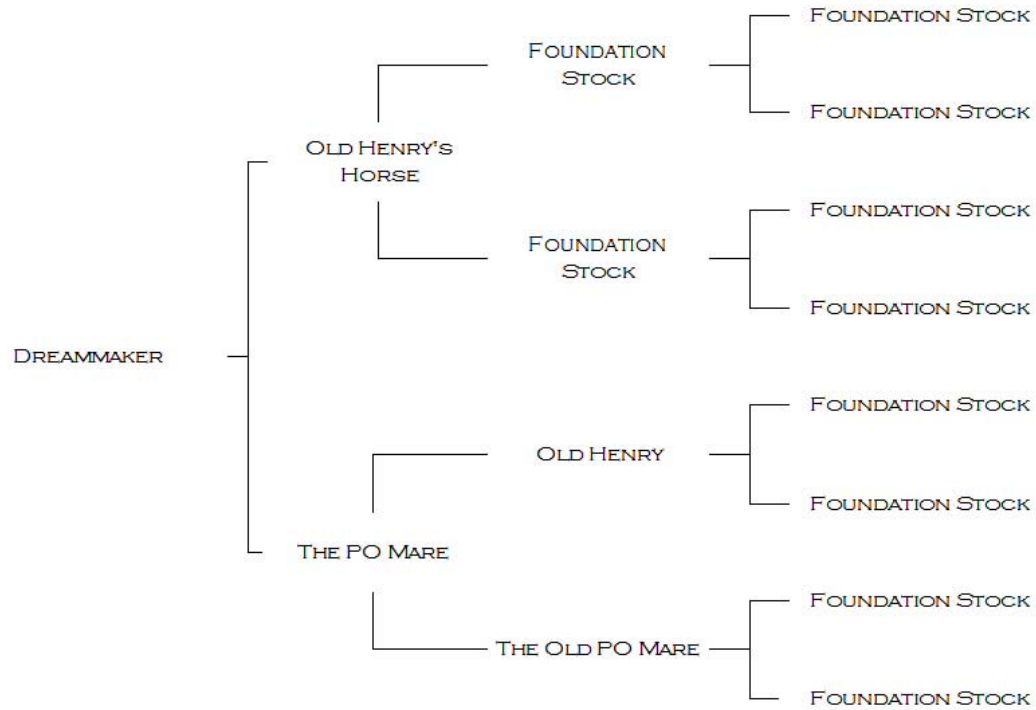 Foundation Stock
Foundation
Stock
Foundation Stock
Old Henry's
Horse
Foundation Stock
Foundation
Stock
Foundation Stock
Dreammaker
Foundation Stock
Old Henry
Foundation Stock
The PO Mare
Foundation Stock
The Old PO Mare
Foundation Stock